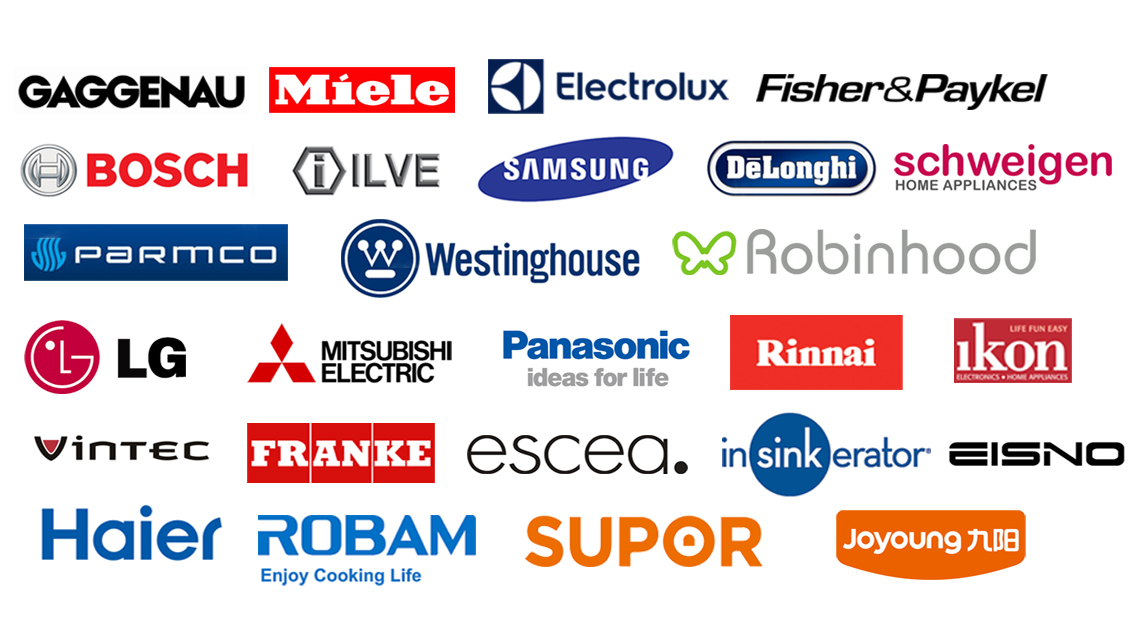 GAGGENAU
Miele
Electrolux
Fisher&Paykel
BOSCH
ILVE
SAMSUNG
DeLonghi
schweigen
HOME APPLIANCES
Parmco
Westinghouse
Robinhood
LG
LG
MITSUBISHI
ELECTRIC
Panasonic
ideas for life
Rinnai
LIFE FUN EASY
ikon
ELECTRONICS • HOME APPLIANCES
VINTEC
FRANKE
escea.
insinkerator®
EISNO
Haier
ROBAM
Enjoy Cooking Life
SUPOR
Joyoung 九阳